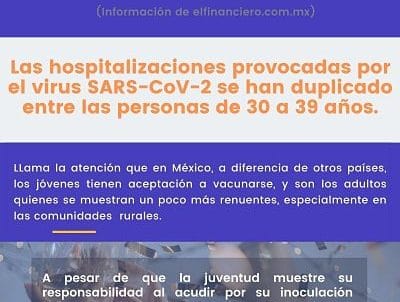 (Información de elfinanciero.com.mx)
Las hospitalizaciones provocadas por
el virus SARS-CoV-2 se han duplicado
entre las personas de 30 a 39 años.
LLama la atención que en México, a diferencia de otros países,
los jóvenes tienen aceptación a vacunarse, y son los adultos
quienes se muestran un poco más renuentes, especialmente en
las comunidades rurales.
A pesar de que la juventud muestre su
responsabilidad al acudir por su inoculación